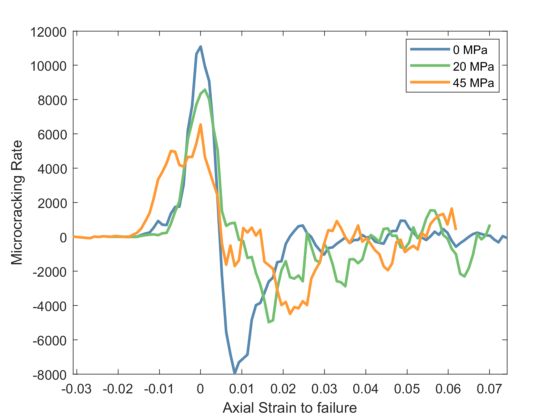 12000
10000
8000
6000
4000
2000
0
-2000
-4000
-6000
-8000
Microcracking Rate
0 MPa
20 MPa
45 MPa
-0.03 -0.02 -0.01 0 0.01 0.02 0.03 0.04 0.05 0.06 0.07
Axial Strain to failure